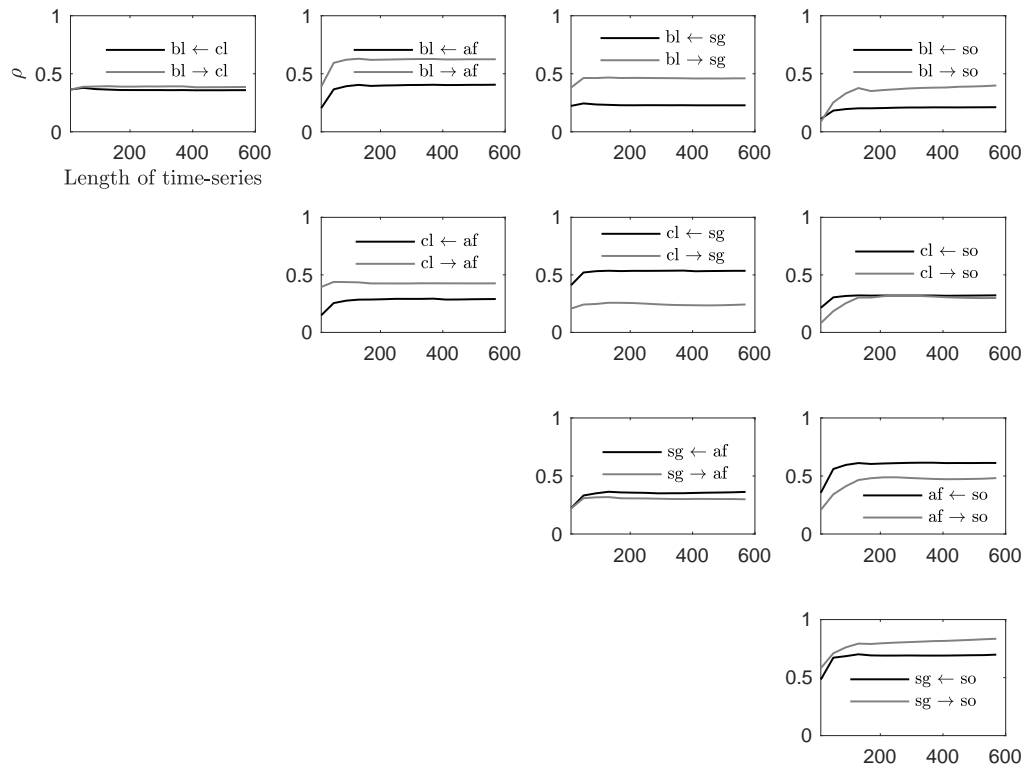 1
0.5
0
ρ
bl ← cl
bl → cl
200 400 600
Length of time-series
1
0.5
0
bl ← af
bl → af
200 400 600
1
0.5
0
bl ← sg
bl → sg
200 400 600
1
0.5
0
bl ← so
bl → so
200 400 600
1
0.5
0
cl ← af
cl → af
200 400 600
1
0.5
0
cl ← sg
cl → sg
200 400 600
1
0.5
0
cl ← so
cl → so
200 400 600
1
0.5
0
sg ← af
sg → af
200 400 600
1
0.5
0
af ← so
af → so
200 400 600
1
0.5
0
sg ← so
sg → so
200 400 600